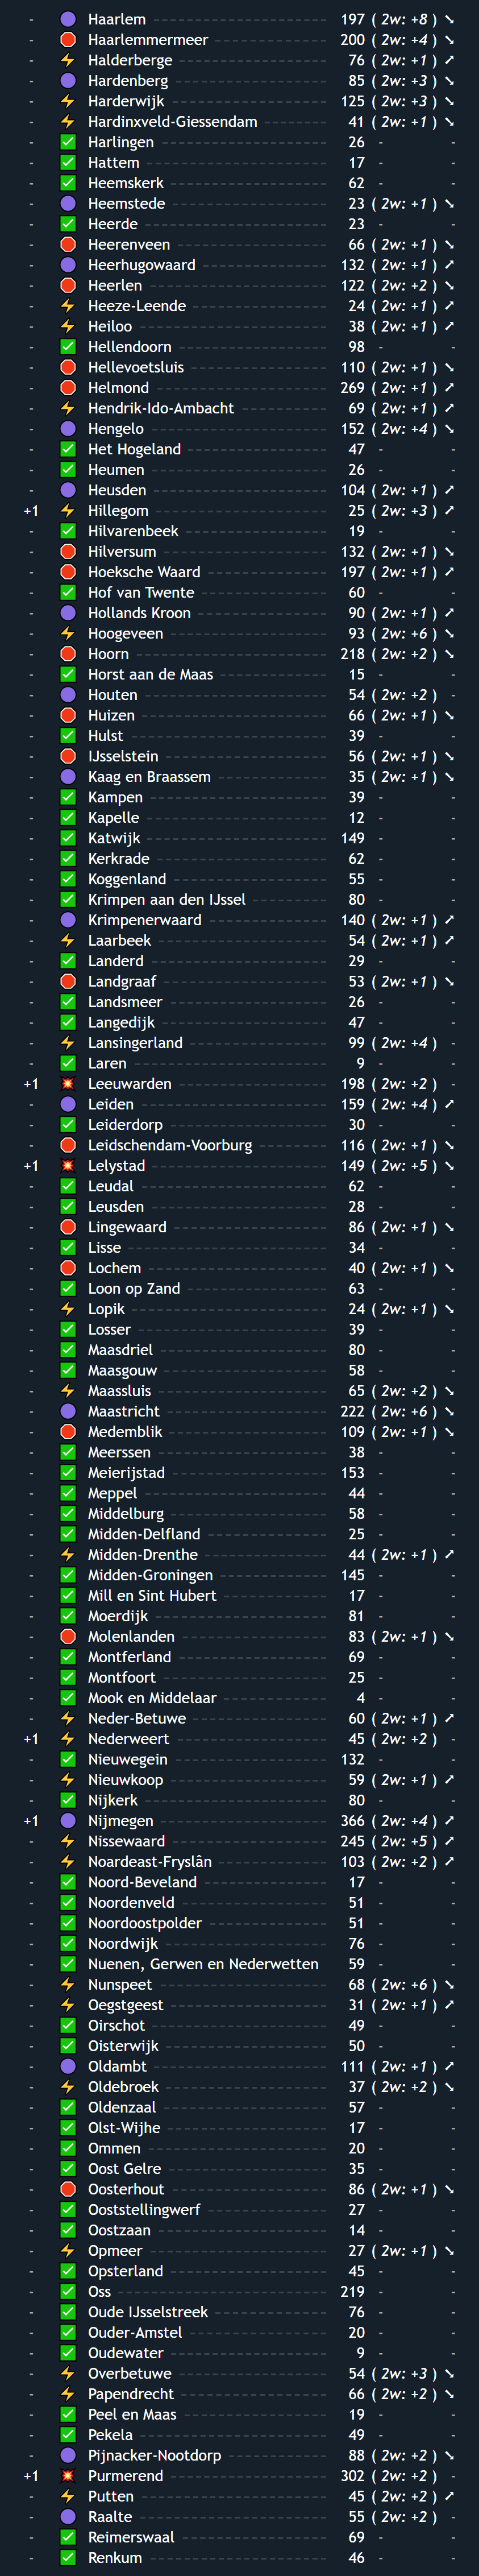 - Haarlem 197 ( 2w: +8 ) ↘
- Haarlemmermeer 200 ( 2w: +4 ) ↘
- Halderberge 76 ( 2w: +1 ) ↗
- Hardenberg 85 ( 2w: +3 ) ↘
- Harderwijk 125 ( 2w: +3 ) ↘
- Hardinxveld-Giessendam 41 ( 2w: +1 ) ↘
- Harlingen 26 - -
- Hattem 17 - -
- Heemskerk 62 - -
- Heemstede 23 ( 2w: +1 ) ↘
- Heerde 23 - -
- Heerenveen 66 ( 2w: +1 ) ↘
- Heerhugowaard 132 ( 2w: +1 ) ↗
- Heerlen 122 ( 2w: +2 ) ↘
- Heeze-Leende 24 ( 2w: +1 ) ↗
- Heiloo 38 ( 2w: +1 ) ↗
- Hellendoorn 98 - -
- Hellevoetsluis 110 ( 2w: +1 ) ↘
- Helmond 269 ( 2w: +1 ) ↗
- Hendrik-Ido-Ambacht 69 ( 2w: +1 ) ↗
- Hengelo 152 ( 2w: +4 ) ↘
- Het Hogeland 47 - -
- Heumen 26 - -
- Heusden 104 ( 2w: +1 ) ↗
+1 Hillegom 25 ( 2w: +3 ) ↗
- Hilvarenbeek 19 - -
- Hilversum 132 ( 2w: +1 ) ↘
- Hoeksche Waard 197 ( 2w: +1 ) ↗
- Hof van Twente 60 - -
- Hollands Kroon 90 ( 2w: +1 ) ↗
- Hoogeveen 93 ( 2w: +6 ) ↘
- Hoorn 218 ( 2w: +2 ) ↘
- Horst aan de Maas 15 - -
- Houten 54 ( 2w: +2 ) -
- Huizen 66 ( 2w: +1 ) ↘
- Hulst 39 - -
- IJsselstein 56 ( 2w: +1 ) ↘
- Kaag en Braassem 35 ( 2w: +1 ) ↘
- Kampen 39 - -
- Kapelle 12 - -
- Katwijk 149 - -
- Kerkrade 62 - -
- Koggenland 55 - -
- Krimpen aan den IJssel 80 - -
- Krimpenerwaard 140 ( 2w: +1 ) ↗
- Laarbeek 54 ( 2w: +1 ) ↗
- Landerd 29 - -
- Landgraaf 53 ( 2w: +1 ) ↘
- Landsmeer 26 - -
- Langedijk 47 - -
- Lansingerland 99 ( 2w: +4 ) -
- Laren 9 - -
+1 Leeuwarden 198 ( 2w: +2 ) -
- Leiden 159 ( 2w: +4 ) ↗
- Leiderdorp 30 - -
- Leidschendam-Voorburg 116 ( 2w: +1 ) ↘
+1 Lelystad 149 ( 2w: +5 ) ↘
- Leudal 62 - -
- Leusden 28 - -
- Lingewaard 86 ( 2w: +1 ) ↘
- Lisse 34 - -
- Lochem 40 ( 2w: +1 ) ↘
- Loon op Zand 63 - -
- Lopik 24 ( 2w: +1 ) ↘
- Losser 39 - -
- Maasdriel 80 - -
- Maasgouw 58 - -
- Maassluis 65 ( 2w: +2 ) ↘
- Maastricht 222 ( 2w: +6 ) ↘
- Medemblik 109 ( 2w: +1 ) ↘
- Meerssen 38 - -
- Meierijstad 153 - -
- Meppel 44 - -
- Middelburg 58 - -
- Midden-Delfland 25 - -
- Midden-Drenthe 44 ( 2w: +1 ) ↗
- Midden-Groningen 145 - -
- Mill en Sint Hubert 17 - -
- Moerdijk 81 - -
- Molenlanden 83 ( 2w: +1 ) ↘
- Montferland 69 - -
- Montfoort 25 - -
- Mook en Middelaar 4 - -
- Neder-Betuwe 60 ( 2w: +1 ) ↗
+1 Nederweert 45 ( 2w: +2 ) -
- Nieuwegein 132 - -
- Nieuwkoop 59 ( 2w: +1 ) ↗
- Nijkerk 80 - -
+1 Nijmegen 366 ( 2w: +4 ) ↗
- Nissewaard 245 ( 2w: +5 ) ↗
- Noardeast-Fryslân 103 ( 2w: +2 ) ↗
- Noord-Beveland 17 - -
- Noordenveld 51 - -
- Noordoostpolder 51 - -
- Noordwijk 76 - -
- Nuenen, Gerwen en Nederwetten 59 - -
- Nunspeet 68 ( 2w: +6 ) ↘
- Oegstgeest 31 ( 2w: +1 ) ↗
- Oirschot 49 - -
- Oisterwijk 50 - -
- Oldambt 111 ( 2w: +1 ) ↗
- Oldebroek 37 ( 2w: +2 ) ↘
- Oldenzaal 57 - -
- Olst-Wijhe 17 - -
- Ommen 20 - -
- Oost Gelre 35 - -
- Oosterhout 86 ( 2w: +1 ) ↘
- Ooststellingwerf 27 - -
- Oostzaan 14 - -
- Opmeer 27 ( 2w: +1 ) ↘
- Opsterland 45 - -
- Oss 219 - -
- Oude IJsselstreek 76 - -
- Ouder-Amstel 20 - -
- Oudewater 9 - -
- Overbetuwe 54 ( 2w: +3 ) ↘
- Papendrecht 66 ( 2w: +2 ) ↘
- Peel en Maas 19 - -
- Pekela 49 - -
- Pijnacker-Nootdorp 88 ( 2w: +2 ) ↘
+1 Purmerend 302 ( 2w: +2 ) -
- Putten 45 ( 2w: +2 ) ↗
- Raalte 55 ( 2w: +2 ) -
- Reimerswaal 69 - -
- Renkum 46 - -